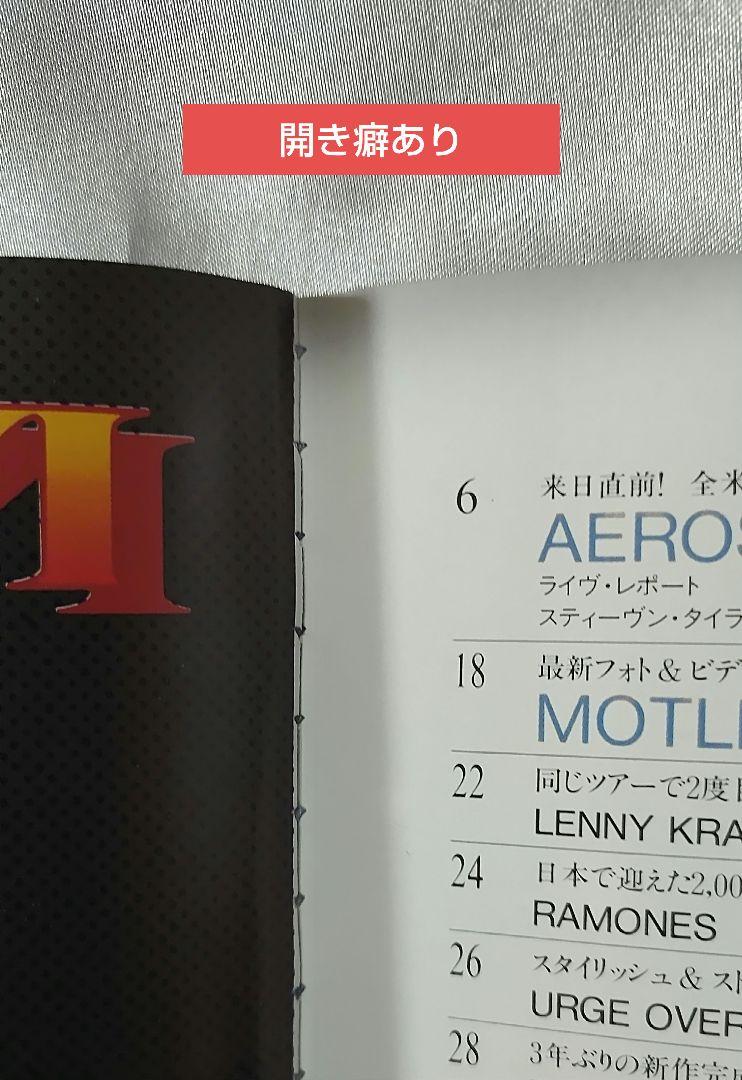 開き癖あり
6
来日直前! 全米
AEROS
ライヴ・レポート
スティーヴン・タイラ
18
最新フォト & ビデ
MOTL
22
同じツアーで2度目
LENNY KRA
24
日本で迎えた2,00
RAMONES
26
スタイリッシュ & スト
URGE OVER
28
3年ぶりの新作完成